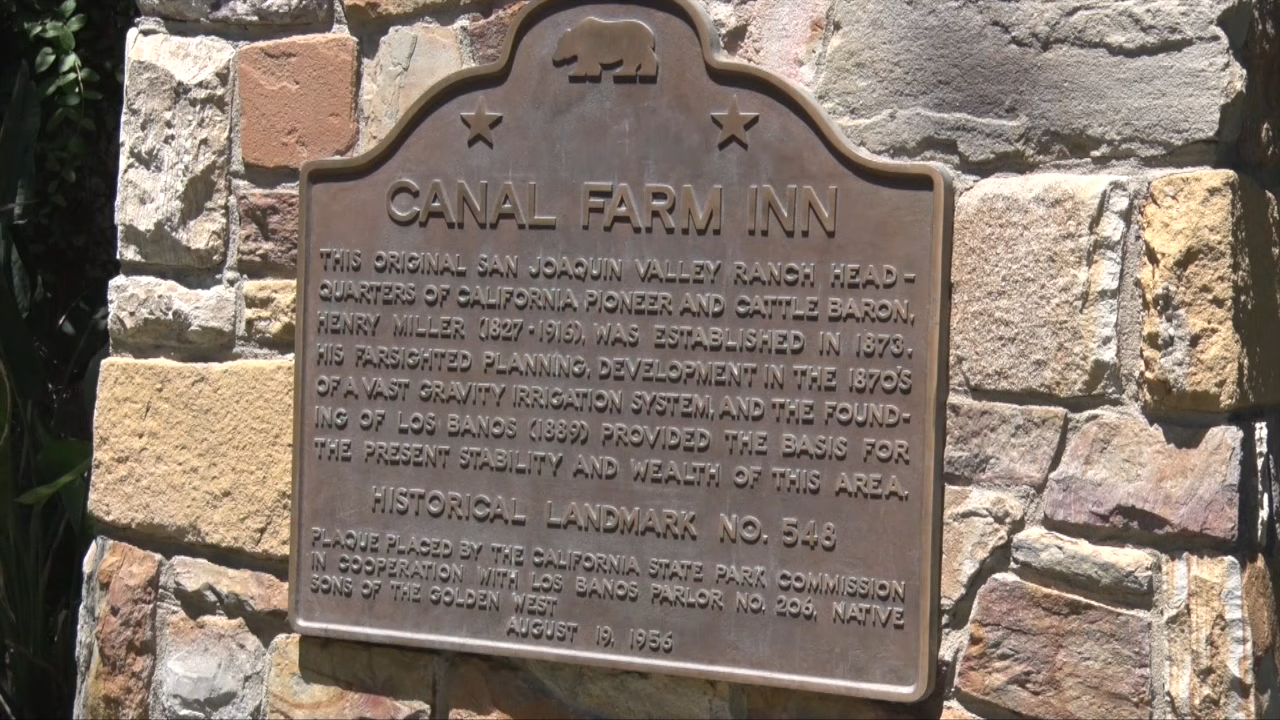 CANAL FARM INN
THIS ORIGINAL SAN JOAQUIN VALLEY RANCH HEAD-
QUARTERS OF CALIFORNIA PIONEER AND CATTLE BARON,
HENRY MILLER (1827-1916), WAS ESTABLISHED IN 1873.
HIS FARSIGHTED PLANNING, DEVELOPMENT IN THE 1870'S
OF A VAST GRAVITY IRRIGATION SYSTEM, AND THE FOUND-
ING OF LOS BANOS (1889) PROVIDED THE BASIS FOR
THE PRESENT STABILITY AND WEALTH OF THIS AREA.
HISTORICAL LANDMARK NO. 548
PLAQUE PLACED BY THE CALIFORNIA STATE PARK COMMISSION
IN COOPERATION WITH LOS BANOS PARLOR NO. 206, NATIVE
SONS OF THE GOLDEN WEST
AUGUST 19, 1956